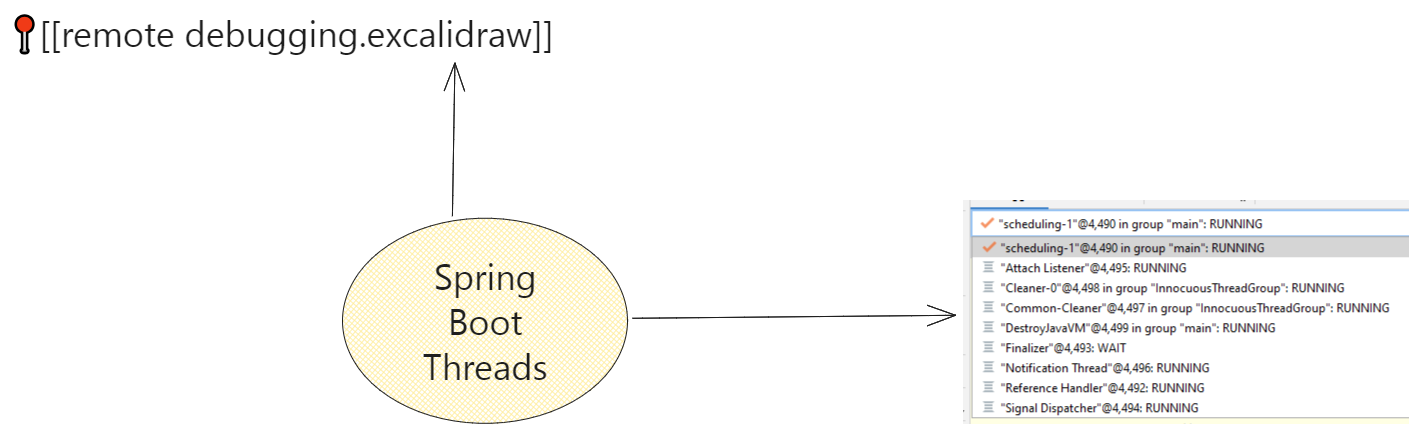 [[remote debugging.excalidraw]]
Spring
Boot
Threads
"scheduling-1"@4,490 in group "main": RUNNING
"scheduling-1"@4,490 in group "main": RUNNING
"Attach Listener"@4,495: RUNNING
"Cleaner-0"@4,498 in group "InnocuousThreadGroup": RUNNING
"Common-Cleaner"@4,497 in group "InnocuousThreadGroup": RUNNING
"DestroyJavaVM"@4,499 in group "main": RUNNING
"Finalizer"@4,493: WAIT
"Notification Thread"@4,496: RUNNING
"Reference Handler"@4,492: RUNNING
"Signal Dispatcher"@4,494: RUNNING